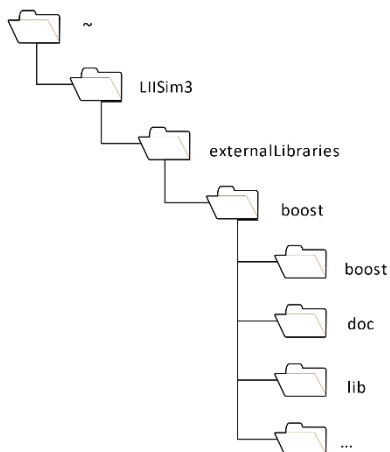 ~
LIISim3
externalLibraries
boost
boost
doc
lib
...